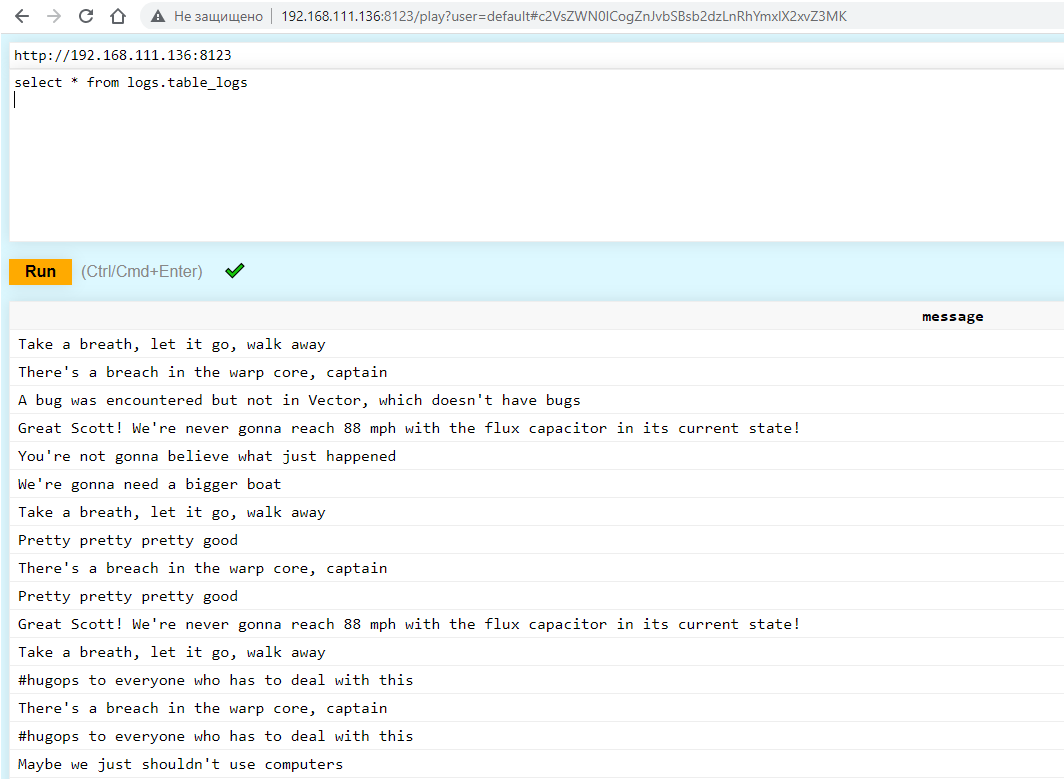 Не защищено 192.168.111.136:8123/play?user=default#c2VsZWN0ICogZnJvbSBsb2dzLnRhYmxlX2xvZ3MK
http://192.168.111.136:8123
select * from logs.table_logs
Run (Ctrl/Cmd+Enter)
message
Take a breath, let it go, walk away
There's a breach in the warp core, captain
A bug was encountered but not in Vector, which doesn't have bugs
Great Scott! We're never gonna reach 88 mph with the flux capacitor in its current state!
You're not gonna believe what just happened
We're gonna need a bigger boat
Take a breath, let it go, walk away
Pretty pretty pretty good
There's a breach in the warp core, captain
Pretty pretty pretty good
Great Scott! We're never gonna reach 88 mph with the flux capacitor in its current state!
Take a breath, let it go, walk away
#hugops to everyone who has to deal with this
There's a breach in the warp core, captain
#hugops to everyone who has to deal with this
Maybe we just shouldn't use computers